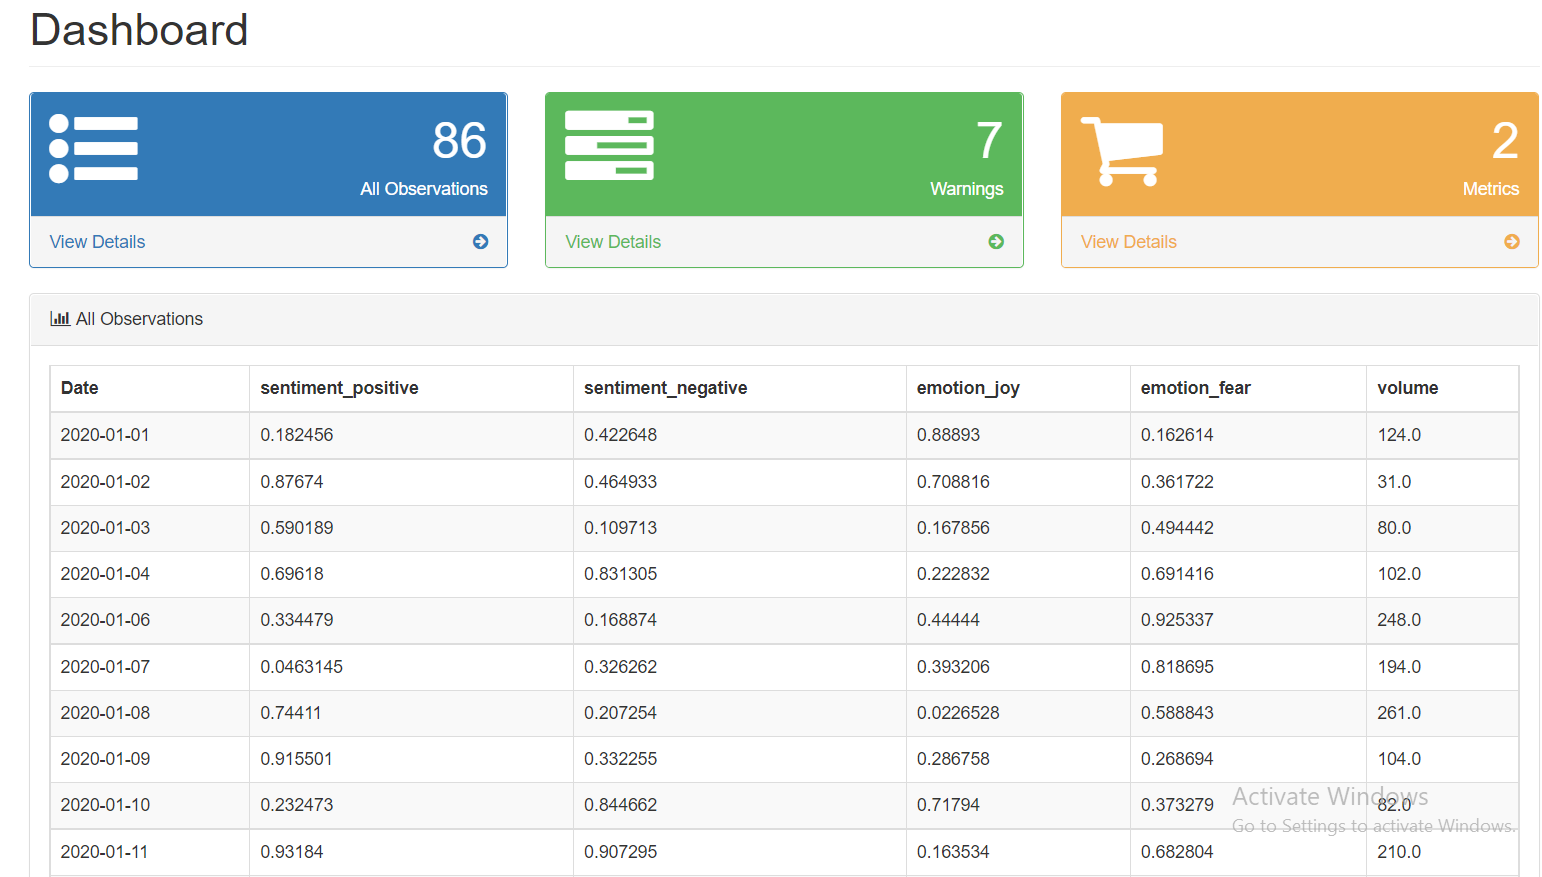 Dashboard
86
All Observations
View Details
7
Warnings
View Details
2
Metrics
View Details
All Observations
Date sentiment_positive sentiment_negative emotion_joy emotion_fear volume
2020-01-01 0.182456 0.422648 0.88893 0.162614 124.0
2020-01-02 0.87674 0.464933 0.708816 0.361722 31.0
2020-01-03 0.590189 0.109713 0.167856 0.494442 80.0
2020-01-04 0.69618 0.831305 0.222832 0.691416 102.0
2020-01-06 0.334479 0.168874 0.44444 0.925337 248.0
2020-01-07 0.0463145 0.326262 0.393206 0.818695 194.0
2020-01-08 0.74411 0.207254 0.0226528 0.588843 261.0
2020-01-09 0.915501 0.332255 0.286758 0.268694 104.0
2020-01-10 0.232473 0.844662 0.71794 0.373279 82.0
2020-01-11 0.93184 0.907295 0.163534 0.682804 210.0
Activate Windows
Go to Settings to activate Windows.